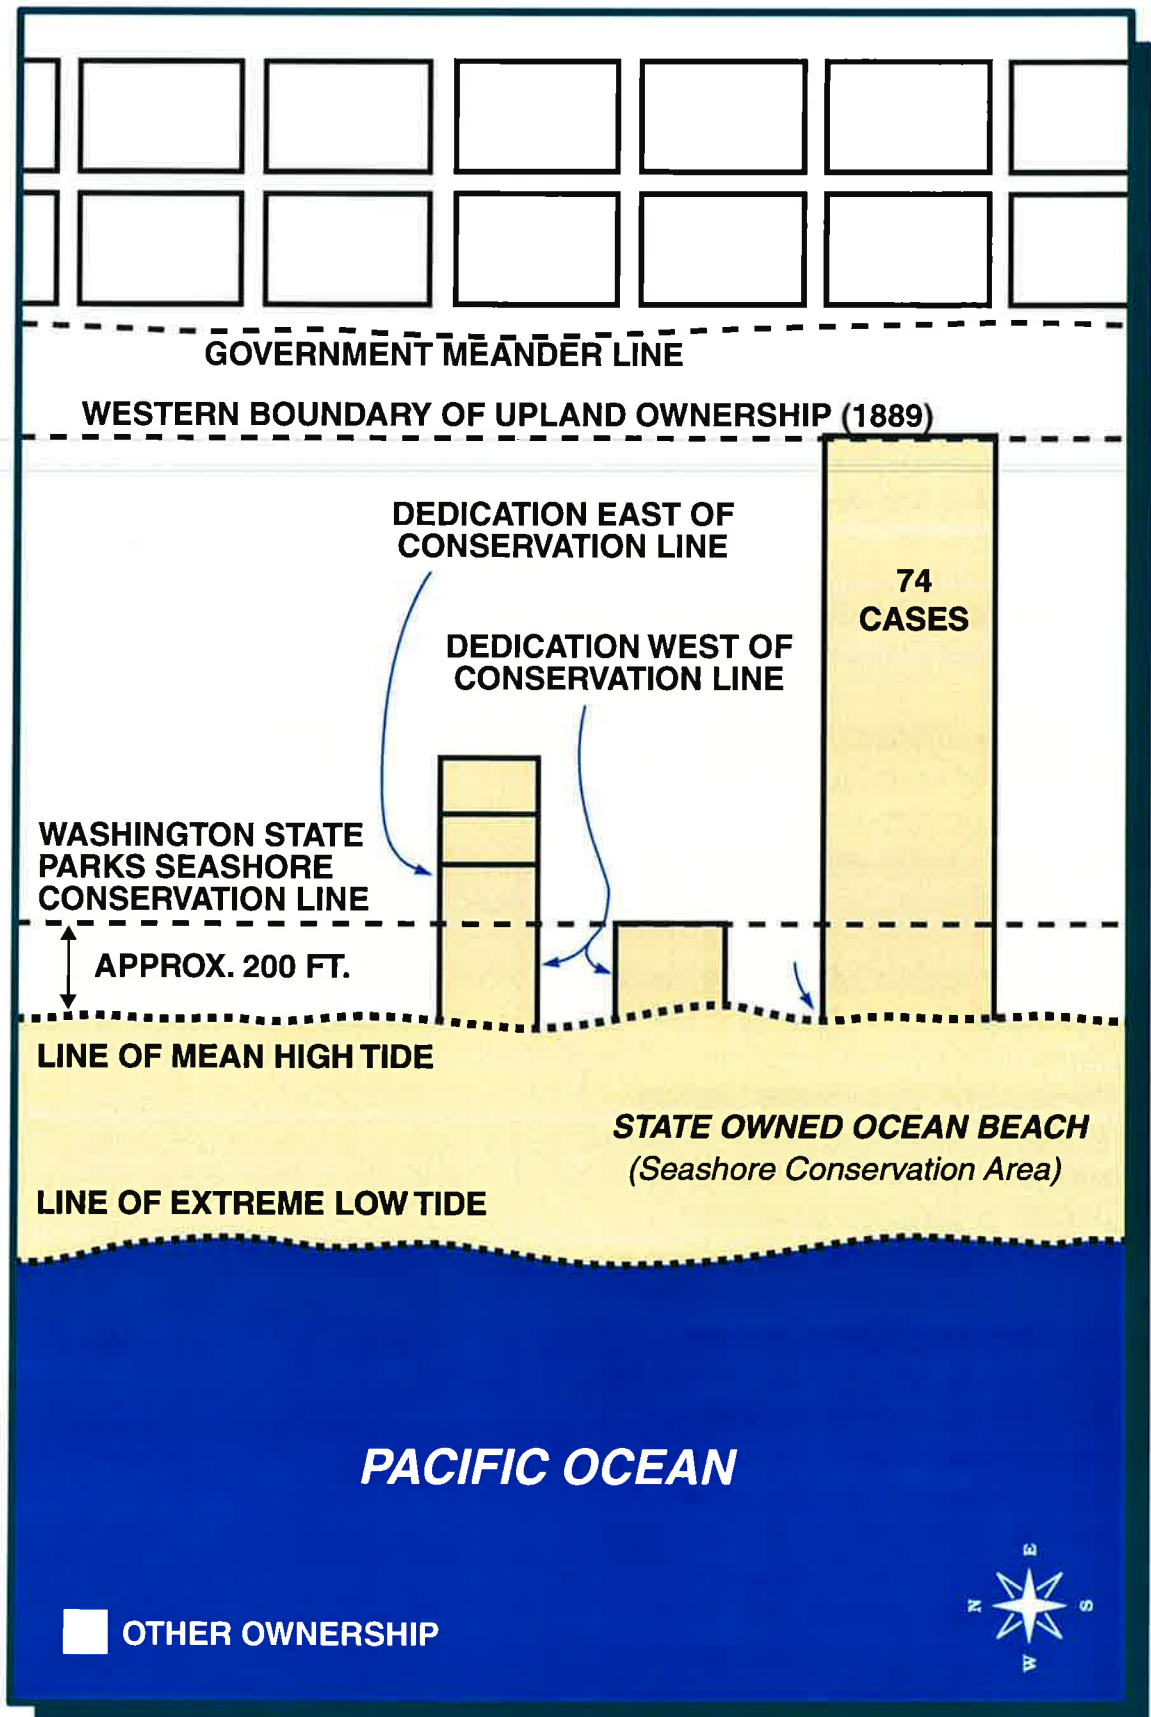 GOVERNMENT MEANDER LINE
WESTERN BOUNDARY OF UPLAND OWNERSHIP (1889)
DEDICATION EAST OF
CONSERVATION LINE
74
CASES
DEDICATION WEST OF
CONSERVATION LINE
WASHINGTON STATE
PARKS SEASHORE
CONSERVATION LINE
APPROX. 200 FT.
LINE OF MEAN HIGH TIDE
STATE OWNED OCEAN BEACH
(Seashore Conservation Area)
LINE OF EXTREME LOW TIDE
PACIFIC OCEAN
E
N
S
W
OTHER OWNERSHIP